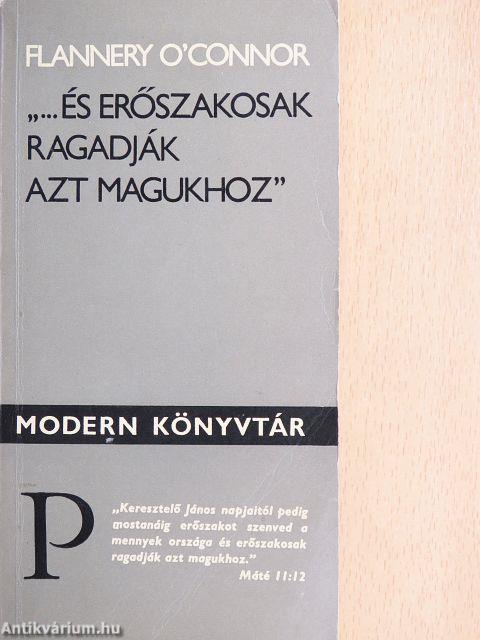 FLANNERY O'CONNOR
„...ÉS ERŐSZAKOSAK
RAGADJÁK
AZT MAGUKHOZ”
MODERN KÖNYVTÁR
P
„Keresztelő János napjaitól pedig
mostanáig erőszakot szenved a
mennyek országa és erőszakosak
ragadják azt magukhoz.”
Máté 11:12
Antikvárium.hu